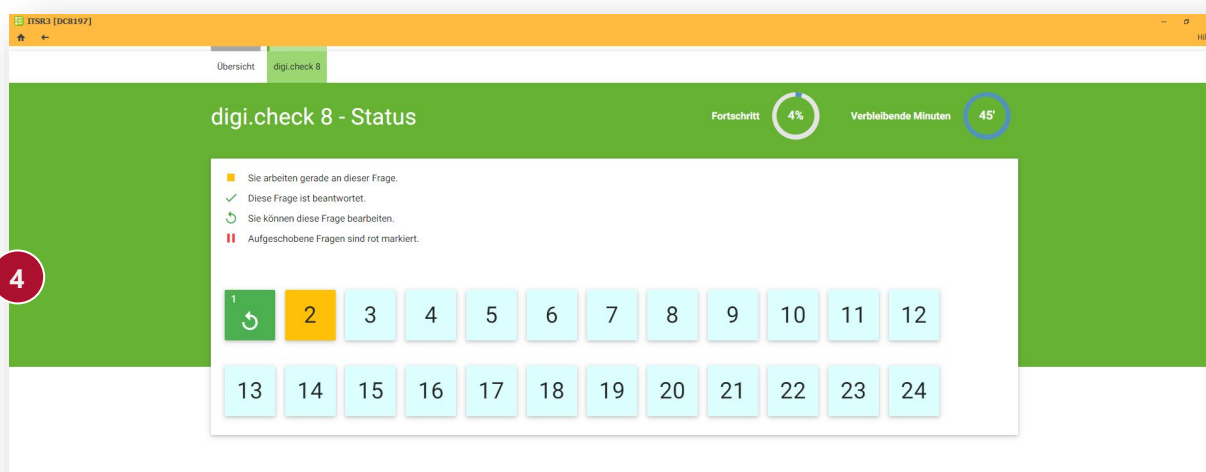 ITSR3 [DC8197]
Hil
Übersicht digi.check 8
digi.check 8 - Status
Fortschritt 4% Verbleibende Minuten 45'
Sie arbeiten gerade an dieser Frage.
Diese Frage ist beantwortet.
Sie können diese Frage bearbeiten.
Aufgeschobene Fragen sind rot markiert.
4
1 2 3 4 5 6 7 8 9 10 11 12
13 14 15 16 17 18 19 20 21 22 23 24